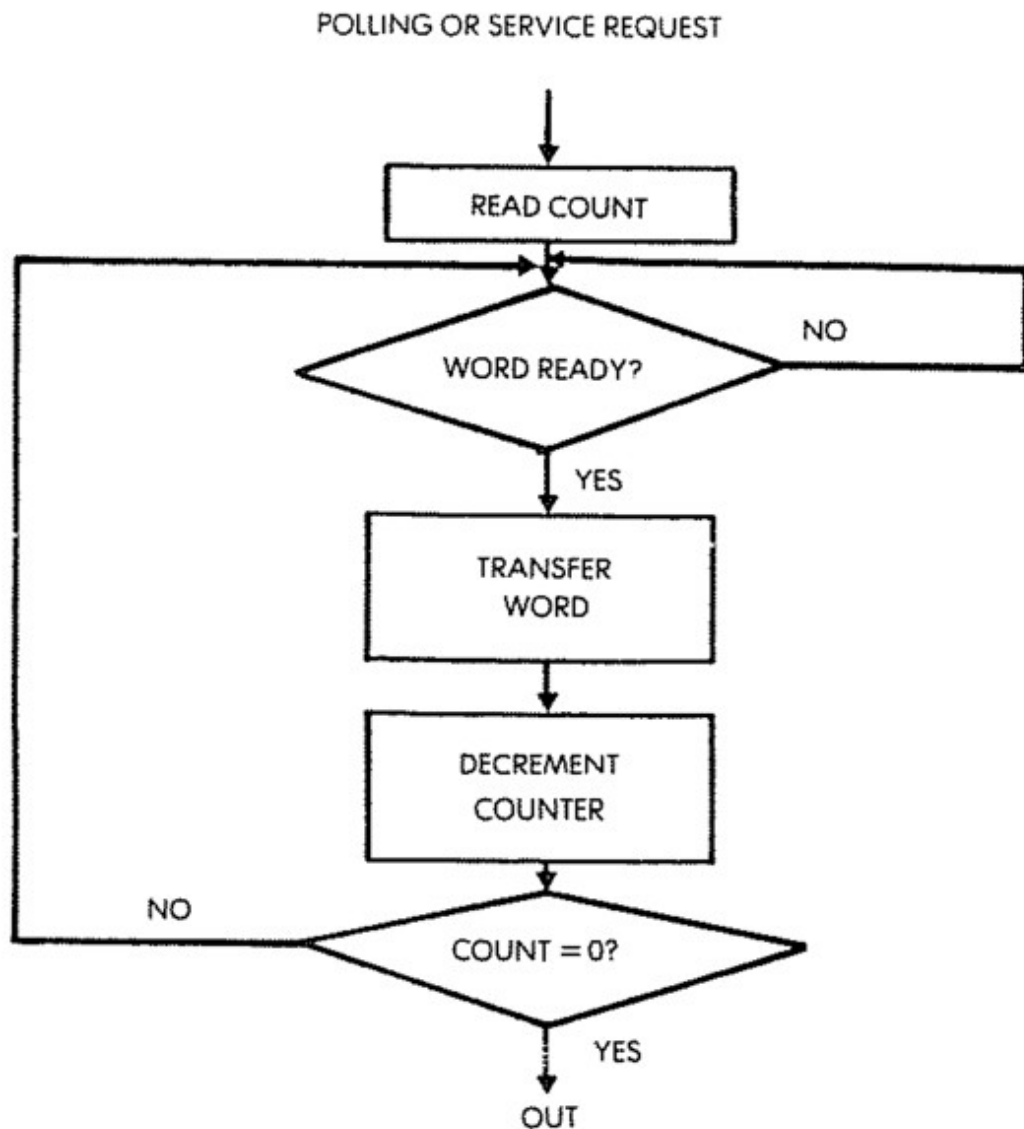 POLLING OR SERVICE REQUEST
READ COUNT
WORD READY?
NO
YES
TRANSFER
WORD
DECREMENT
COUNTER
NO
COUNT = 0?
YES
OUT